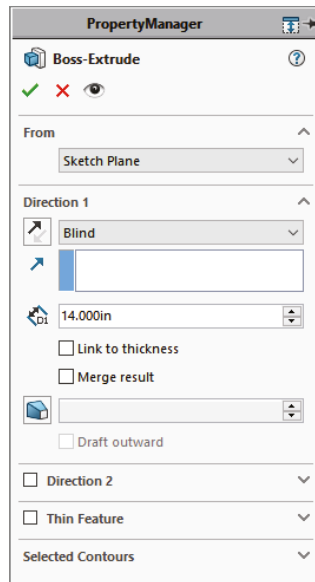 PropertyManager
Boss-Extrude
From
Sketch Plane
Direction 1
Blind
D1
14.000in
Link to thickness
Merge result
Draft outward
Direction 2
Thin Feature
Selected Contours